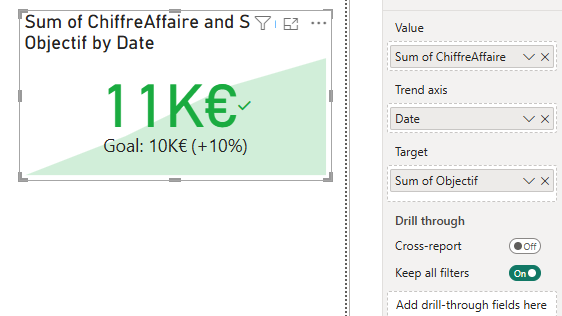 Sum of ChiffreAffaire and S
Objectif by Date
11K€
Goal: 10K€ (+10%)
Value
Sum of ChiffreAffaire
Trend axis
Date
Target
Sum of Objectif
Drill through
Cross-report
Off
Keep all filters
On
Add drill-through fields here